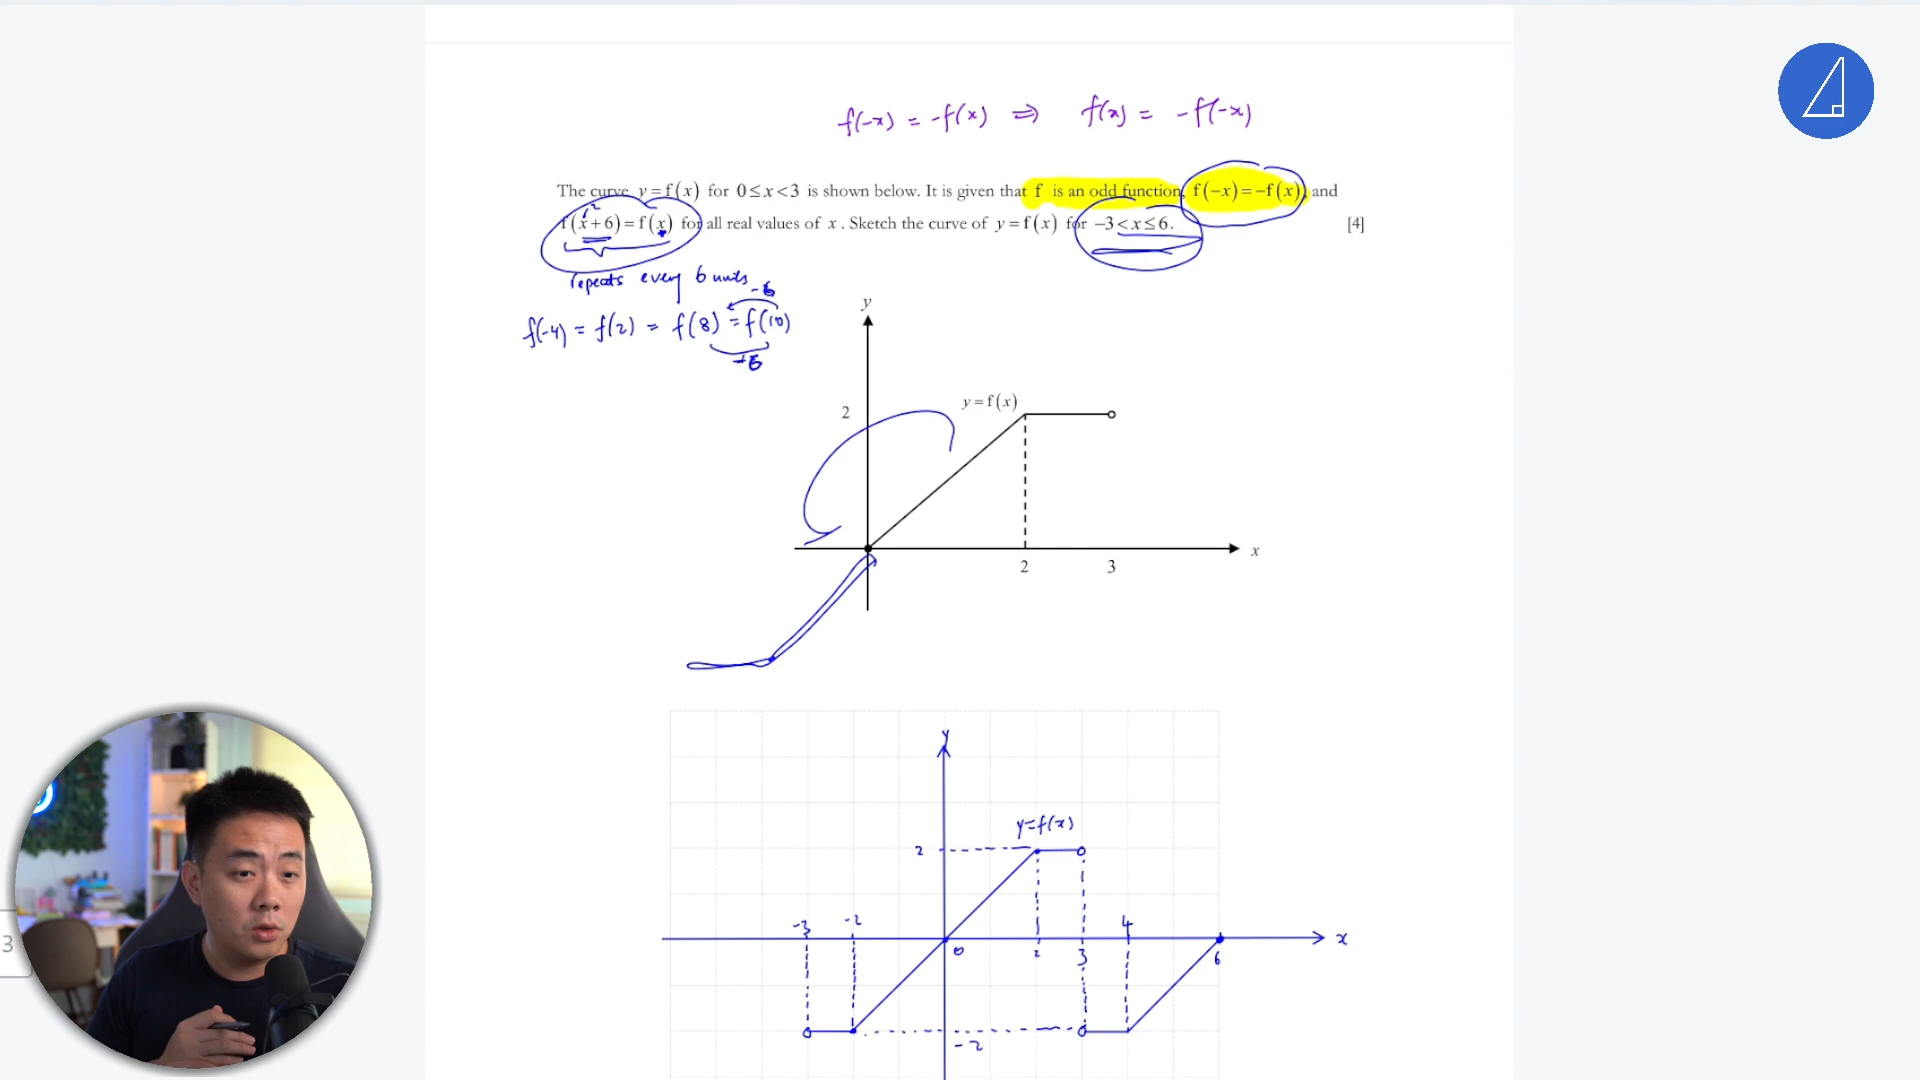 f(-x) = -f(x) ⇒ f(x) = -f(-x)
The curve y=f(x) for 0≤x<3 is shown below. It is given that f is an odd function, f(-x)=-f(x), and
f(x+6)=f(x) for all real values of x. Sketch the curve of y=f(x) for -3<x≤6. [4]
2
repeats every 6 units
-6
f(-4) = f(2) = f(8) = f(10)
y
2
y=f(x)
x
2 3
y
y=f(x)
2
-3 -2 4
x
0 2 3 6
-2
3